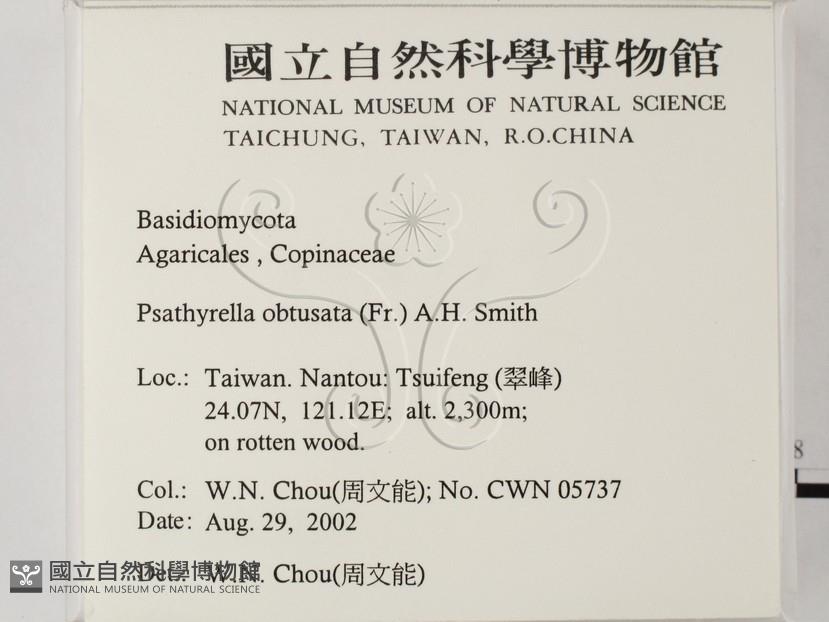 國立自然科學博物館
NATIONAL MUSEUM OF NATURAL SCIENCE
TAICHUNG, TAIWAN, R.O.CHINA
Basidiomycota
Agaricales , Copinaceae
Psathyrella obtusata (Fr.) A.H. Smith
Loc.: Taiwan. Nantou: Tsuifeng (翠峰)
24.07N, 121.12E; alt. 2,300m;
on rotten wood.
Col.: W.N. Chou(周文能); No. CWN 05737
Date: Aug. 29, 2002
Det.: W.N. Chou(周文能)
國立自然科學博物館
NATIONAL MUSEUM OF NATURAL SCIENCE
8